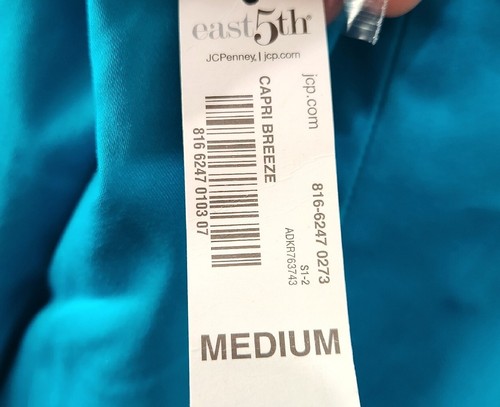 east5th®
JCPenney, | jcp.com
jcp.com
CAPRI BREEZE
816 6247 0103 07
816-6247 0273
S1-2
ADKR763743
MEDIUM